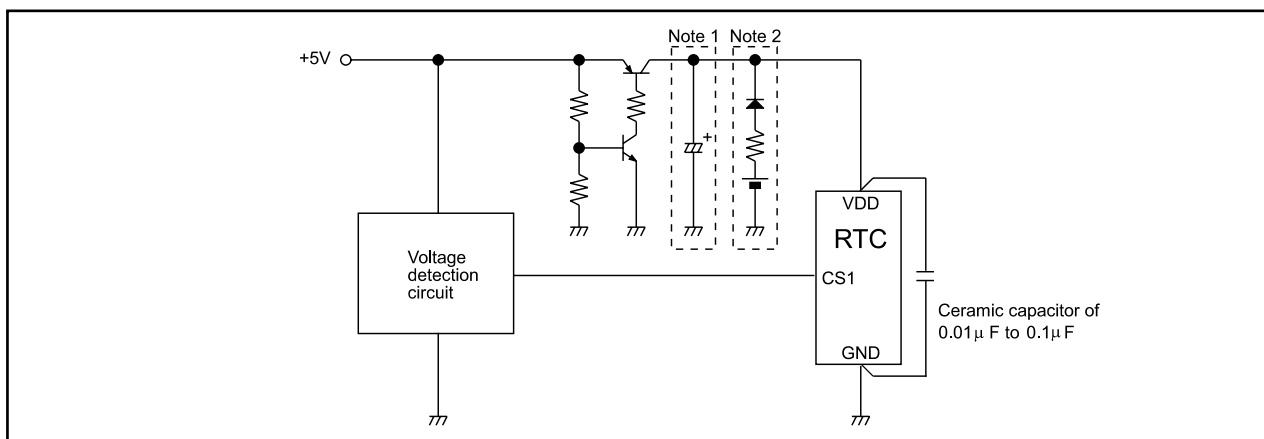 Note 1
Note 2
+5V
+
VDD
RTC
Voltage
detection
circuit
CS1
Ceramic capacitor of
0.01μ F to 0.1μ F
GND